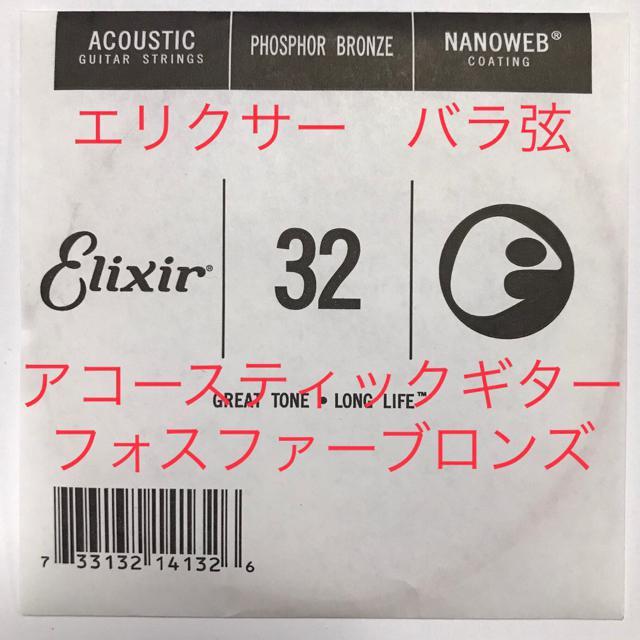 ACOUSTIC
GUITAR STRINGS
PHOSPHOR BRONZE
NANOWEB®
COATING
エリクサー　バラ弦
Elixir®
32
アコースティックギター
GREAT TONE • LONG LIFE™
フォスファーブロンズ
7 33132 14132 6